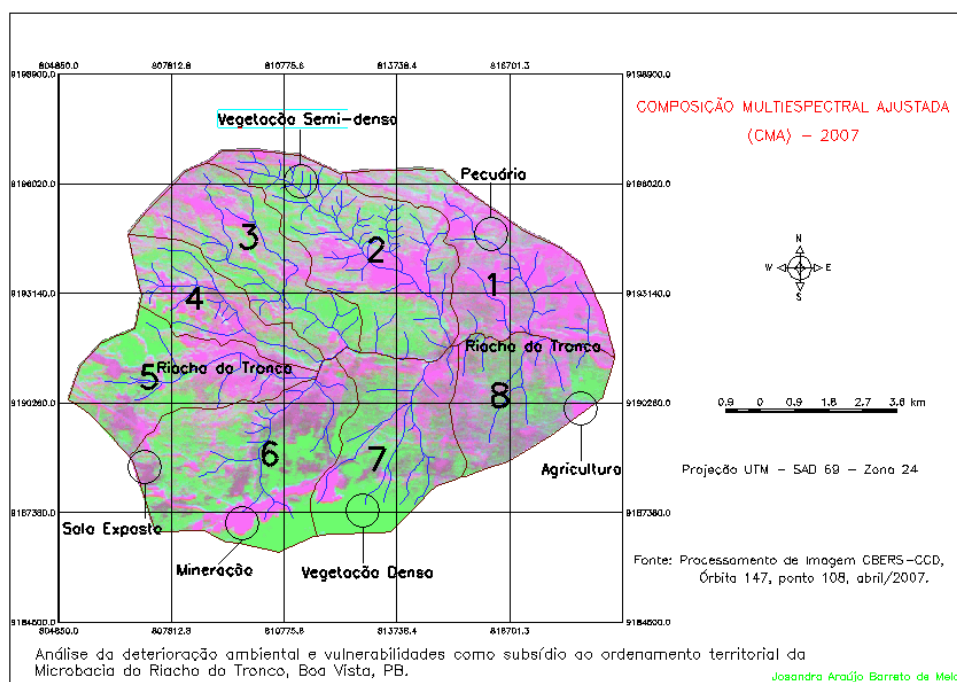 804850.0 807812.8 810775.6 813738.4 816701.3
9198900.0 9198900.0
COMPOSIÇÃO MULTIESPECTRAL AJUSTADA
(CMA) - 2007
Vegetação Semi-densa
Pecuária
9196020.0 9196020.0
3
2
1
N
W E
S
9193140.0 9193140.0
4
Riacho do Tronco
Riacho do Tronco
5
8
9190260.0 9190260.0
0.9 0 0.9 1.8 2.7 3.6 km
6
7
Agricultura
Projeção UTM - SAD 69 - Zona 24
9187380.0 9187380.0
Solo Exposto
Mineração
Vegetação Densa
Fonte: Processamento de Imagem CBERS-CCD,
Órbita 147, ponto 108, abril/2007.
9184500.0 9184500.0
804850.0 807812.8 810775.6 813738.4 816701.3
Análise da deterioração ambiental e vulnerabilidades como subsídio ao ordenamento territorial da
Microbacia do Riacho do Tronco, Boa Vista, PB.
Josandra Araújo Barreto de Melo